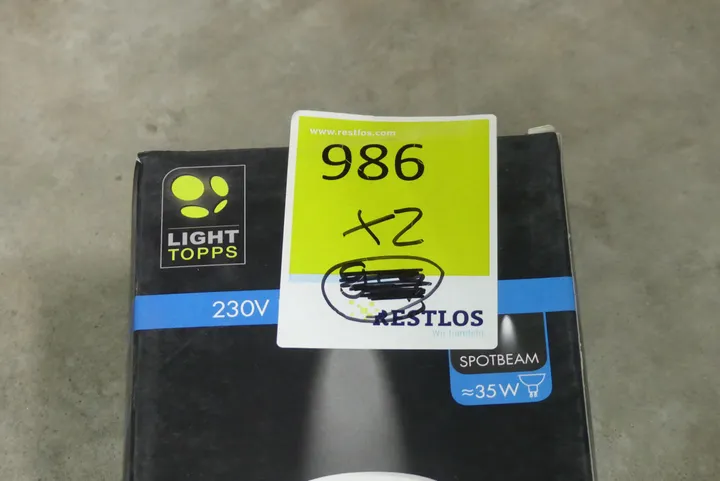 www.restlos.com
986
x2
LIGHT
TOPPS
230V
RESTLOS
SPOTBEAM
≈35W